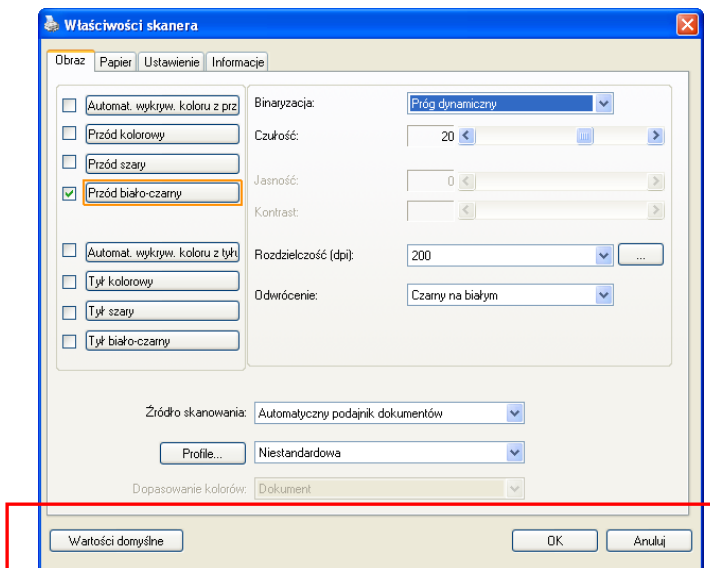 Właściwości skanera
Obraz Papier Ustawienie Informacje
Automat. wykryw. koloru z prz
Przód kolorowy
Przód szary
Przód biało-czarny
Automat. wykryw. koloru z tyłu
Tył kolorowy
Tył szary
Tył biało-czarny
Binaryzacja: Próg dynamiczny
Czułość: 20
Jasność: 0
Kontrast:
Rozdzielczość (dpi): 200 ...
Odwrócenie: Czarny na białym
Źródło skanowania: Automatyczny podajnik dokumentów
Profile... Niestandardowa
Dopasowanie kolorów: Dokument
Wartości domyślne OK Anuluj